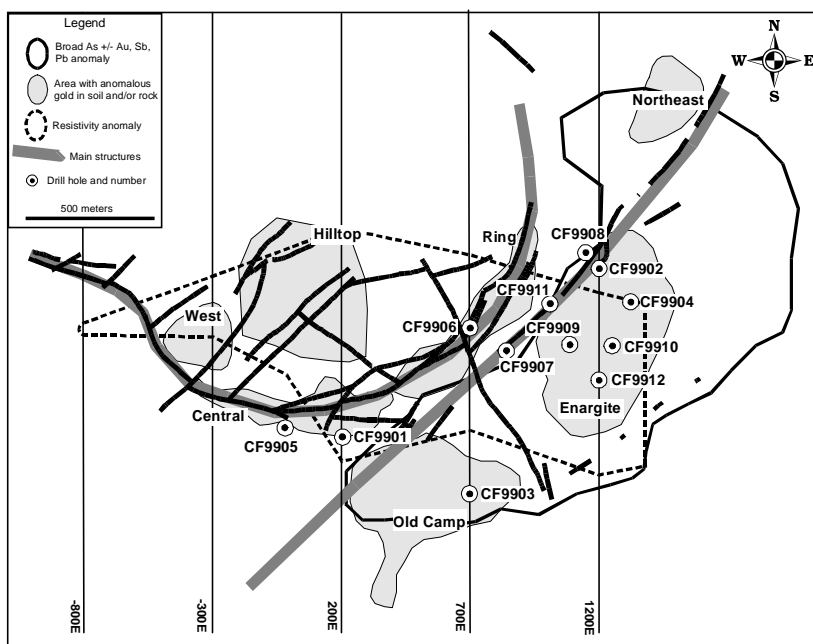 Legend
Broad As +/- Au, Sb,
Pb anomaly
Area with anomalous
gold in soil and/or rock
Resistivity anomaly
Main structures
Drill hole and number
500 meters
N
W
E
S
Northeast
Hilltop
Ring
CF9908
CF9902
CF9911
CF9904
West
CF9906
CF9909
CF9910
CF9907
CF9912
Central
Enargite
CF9905
CF9901
CF9903
Old Camp
-800E
-300E
200E
700E
1200E